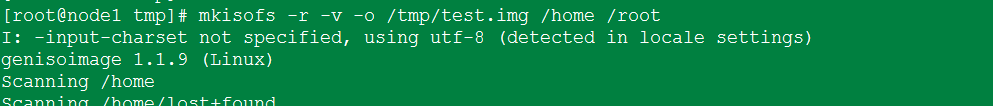 [root@node1 tmp]# mkisofs -r -v -o /tmp/test.img /home /root
I: -input-charset not specified, using utf-8 (detected in locale settings)
genisoimage 1.1.9 (Linux)
Scanning /home
Scanning /home/lost+found